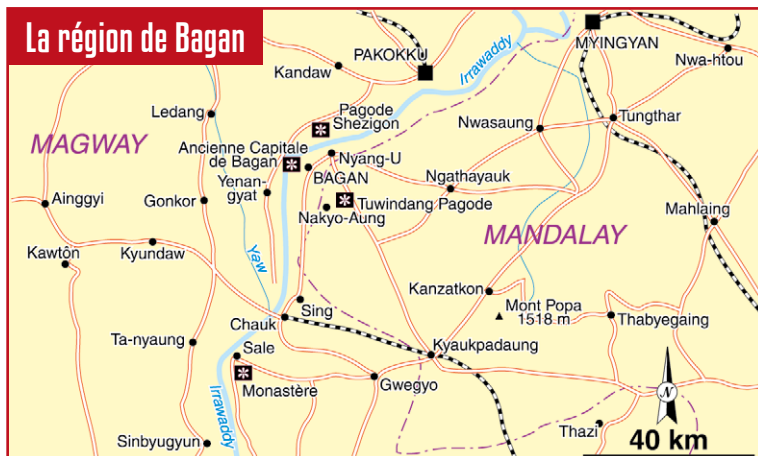 La région de Bagan
PAKOKKU
MYINGYAN
Kandaw
Irrawaddy
Nwa-htou
Ledang
Pagode
Shezigon
Nwasaung
Tungthar
MAGWAY
Ancienne Capitale
de Bagan
Nyang-U
BAGAN
Yenan-
gyat
Ngathayauk
Tuwindang Pagode
Ainggyi
Gonkor
Nakyo-Aung
Mahlaing
MANDALAY
Kawtôn
Kyundaw
Yaw
Kanzatkon
Sing
Mont Popa
1518 m
Chauk
Thabyegaing
Ta-nyaung
Sale
Kyaukpadaung
Monastère
Gwegyo
Irrawaddy
N
Thazi
Sinbyugyun
40 km